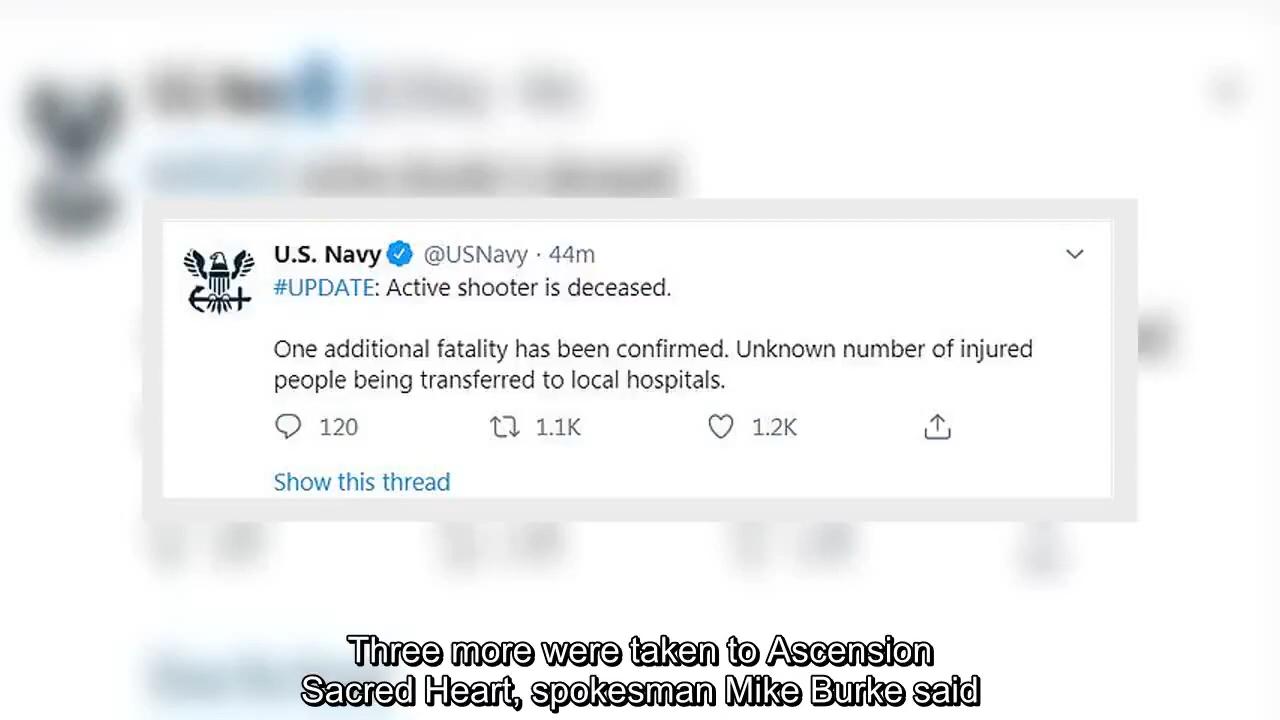 U.S. Navy @USNavy · 44m
#UPDATE: Active shooter is deceased.
One additional fatality has been confirmed. Unknown number of injured
people being transferred to local hospitals.
120 1.1K 1.2K
Show this thread
Three more were taken to Ascension
Sacred Heart, spokesman Mike Burke said